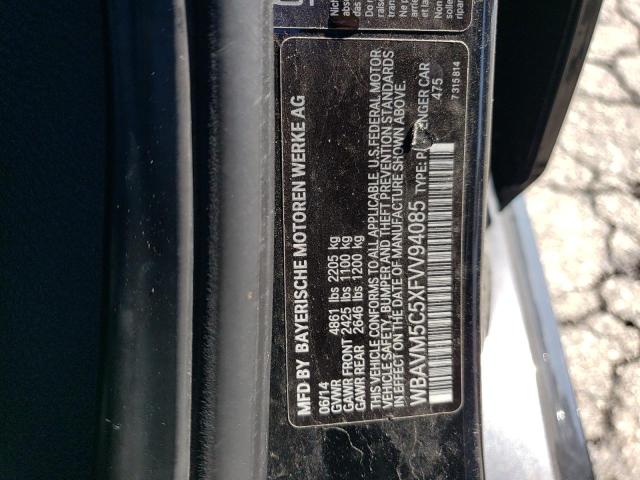 MFD BY BAYERISCHE MOTOREN WERKE AG
06/14
GVWR 4861 lbs 2205 kg
GAWR FRONT 2425 lbs 1100 kg
GAWR REAR 2646 lbs 1200 kg
THIS VEHICLE CONFORMS TO ALL APPLICABLE U.S.FEDERAL MOTOR
VEHICLE SAFETY, BUMPER AND THEFT PREVENTION STANDARDS
IN EFFECT ON THE DATE OF MANUFACTURE SHOWN ABOVE.
WBAVM5C5XFVV94085 TYPE: ENGER CAR
475
7315814